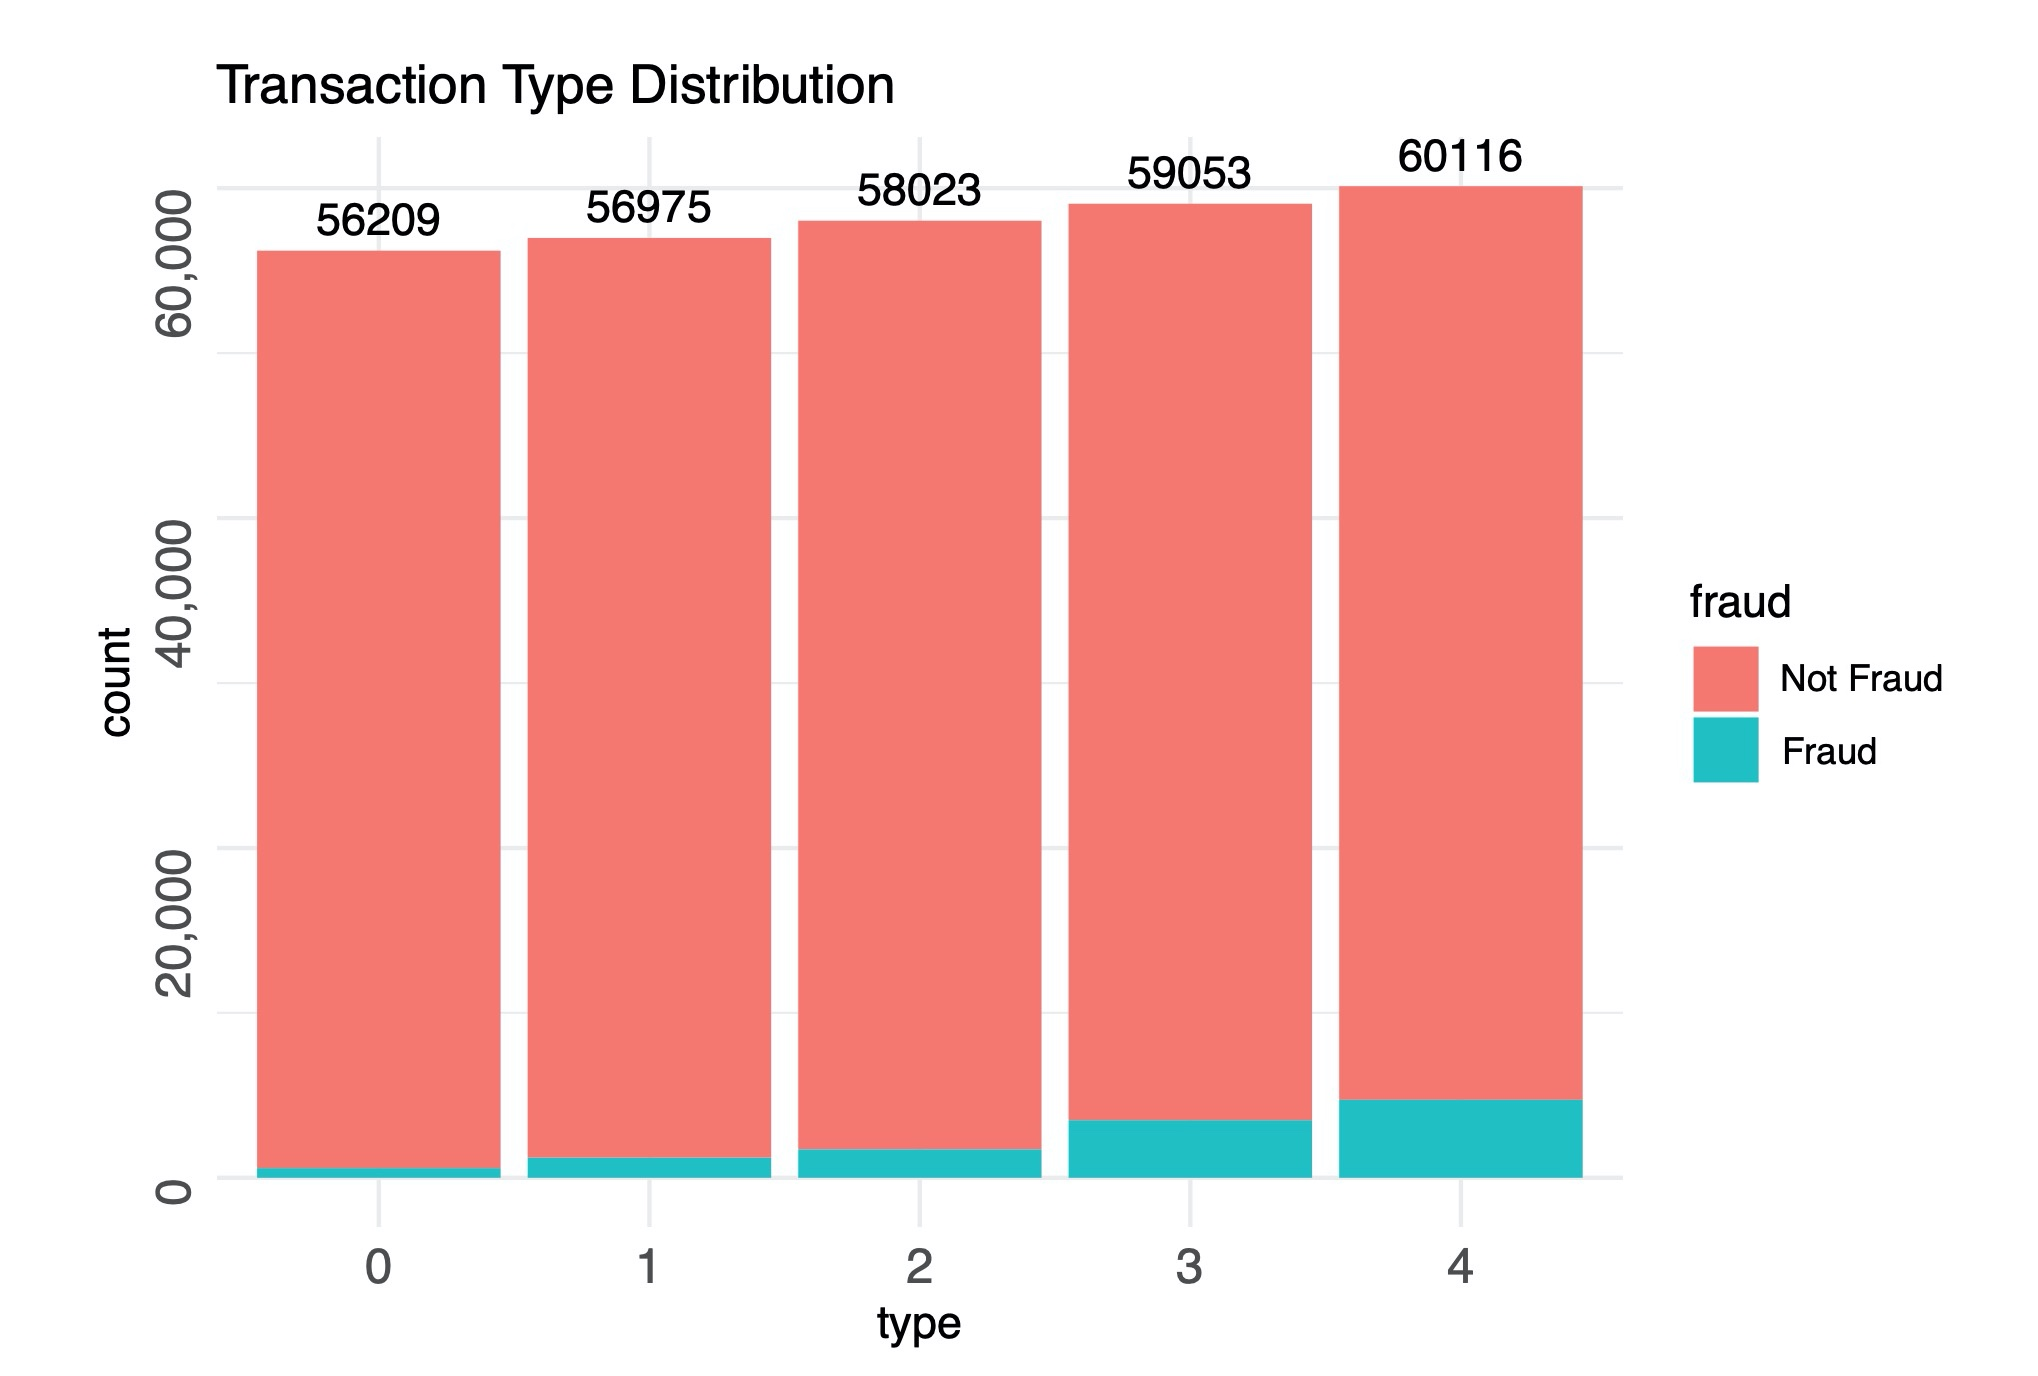 Transaction Type Distribution
56209
56975
58023
59053
60116
60,000
40,000
20,000
0
count
0
1
2
3
4
type
fraud
Not Fraud
Fraud